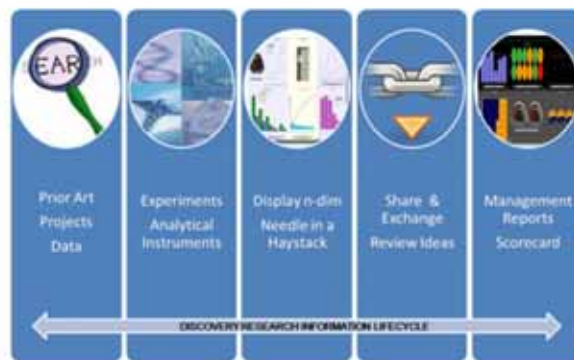 EAR
Prior Art
Projects
Data
Experiments
Analytical
Instruments
Display n-dim
Needle in a
Haystack
Share & 
Exchange
Review Ideas
Management
Reports
Scorecard
DISCOVERY RESEARCH INFORMATION LIFECYCLE